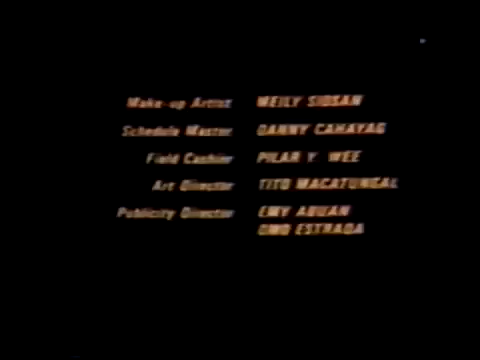 Make-up Artist MEILY SIOSAN
Schedule Master DANNY CAHAYAG
Field Cashier PILAR Y WEE
Art Director TITO MACATUNGAL
Publicity Director EMY ABUAN
OMO ESTRADA